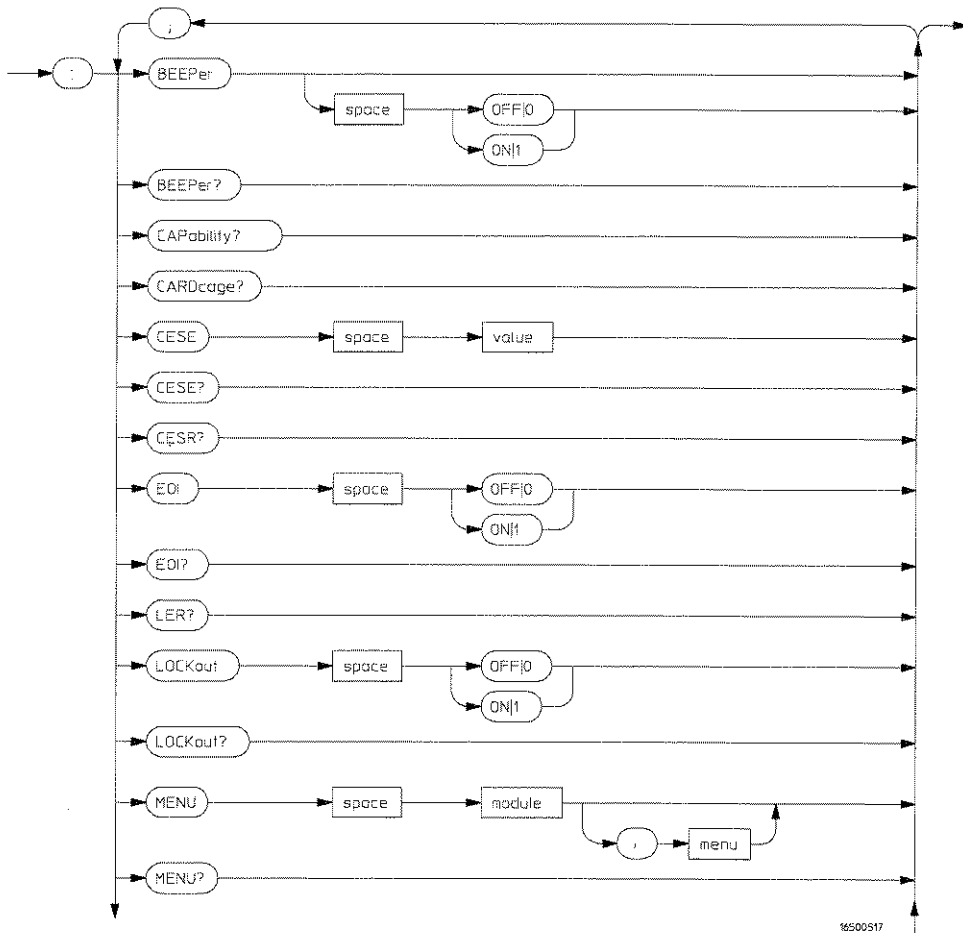 ;
: BEEPer
space OFF|0
ON|1
BEEPer?
CAPability?
CARDcage?
CESE space value
CESE?
CESR?
EOI space OFF|0
ON|1
EOI?
LER?
LOCKout space OFF|0
ON|1
LOCKout?
MENU space module
, menu
MENU?
16500S17